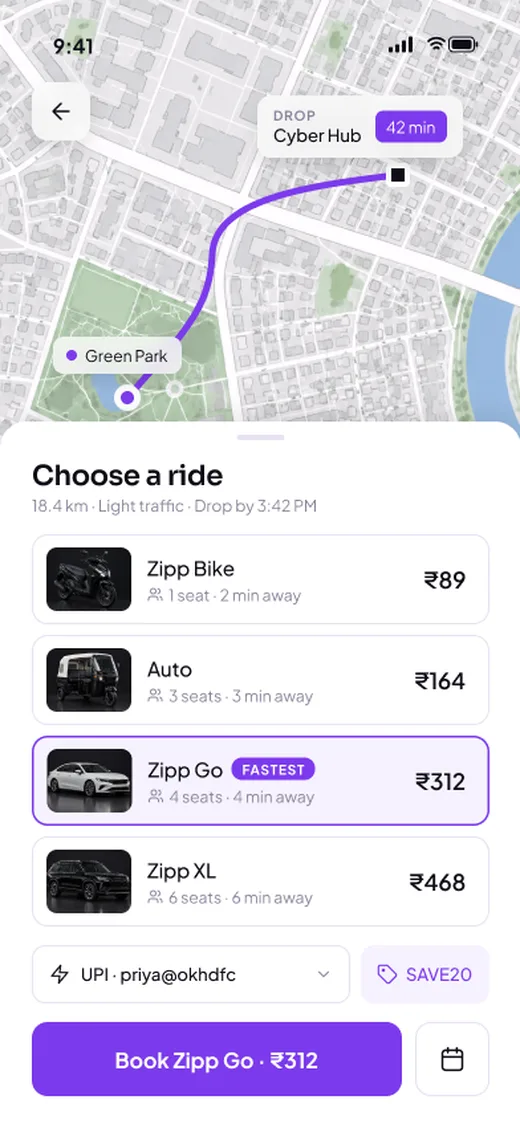 9:41
DROP
Cyber Hub
42 min
Green Park
Choose a ride
18.4 km · Light traffic · Drop by 3:42 PM
Zipp Bike
1 seat · 2 min away
₹89
Auto
3 seats · 3 min away
₹164
Zipp Go
FASTEST
4 seats · 4 min away
₹312
Zipp XL
6 seats · 6 min away
₹468
UPI · priya@okhdfc
SAVE20
Book Zipp Go · ₹312